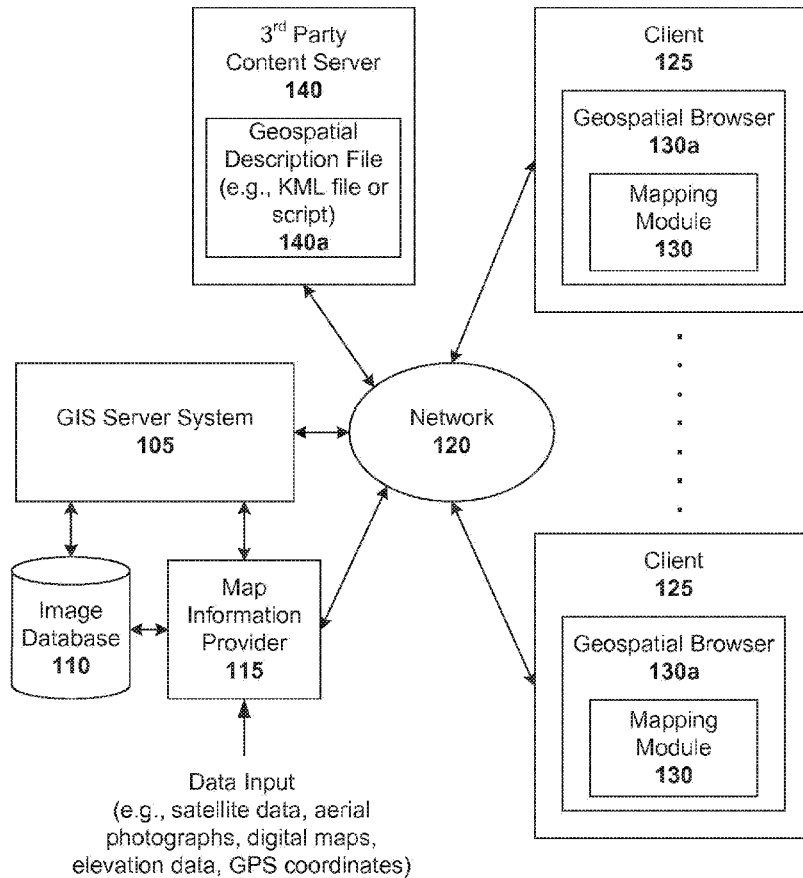 3rd Party
Content Server
140
Geospatial
Description File
(e.g., KML file or
script)
140a
Client
125
Geospatial Browser
130a
Mapping
Module
130
GIS Server System
105
Network
120
Image
Database
110
Map
Information
Provider
115
Client
125
Geospatial Browser
130a
Mapping
Module
130
Data Input
(e.g., satellite data, aerial
photographs, digital maps,
elevation data, GPS coordinates)